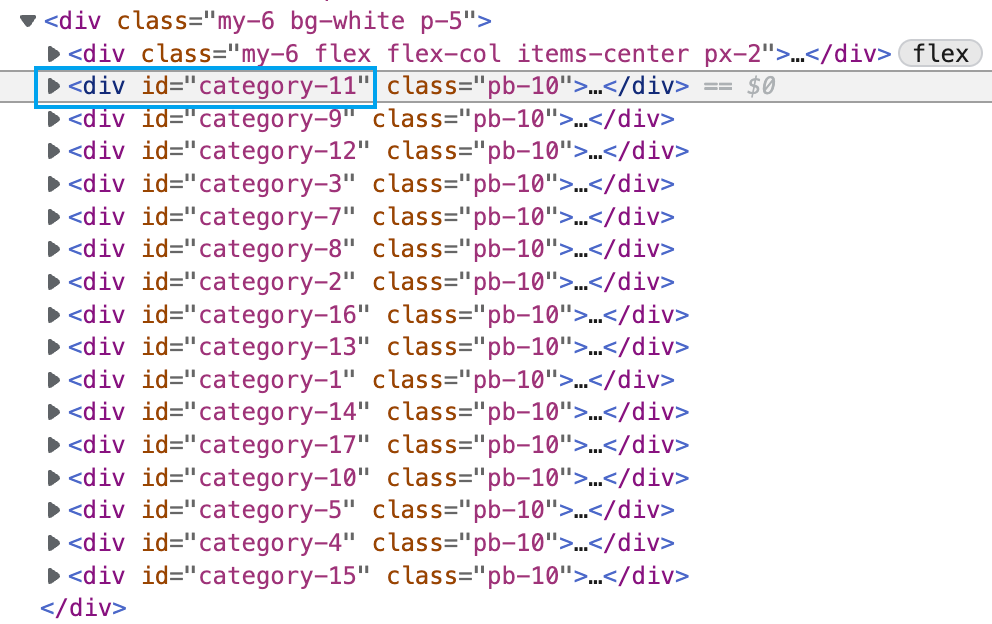 <div class="my-6 bg-white p-5">
<div class="my-6 flex flex-col items-center px-2">…</div> flex
<div id="category-11" class="pb-10">…</div> == $0
<div id="category-9" class="pb-10">…</div>
<div id="category-12" class="pb-10">…</div>
<div id="category-3" class="pb-10">…</div>
<div id="category-7" class="pb-10">…</div>
<div id="category-8" class="pb-10">…</div>
<div id="category-2" class="pb-10">…</div>
<div id="category-16" class="pb-10">…</div>
<div id="category-13" class="pb-10">…</div>
<div id="category-1" class="pb-10">…</div>
<div id="category-14" class="pb-10">…</div>
<div id="category-17" class="pb-10">…</div>
<div id="category-10" class="pb-10">…</div>
<div id="category-5" class="pb-10">…</div>
<div id="category-4" class="pb-10">…</div>
<div id="category-15" class="pb-10">…</div>
</div>